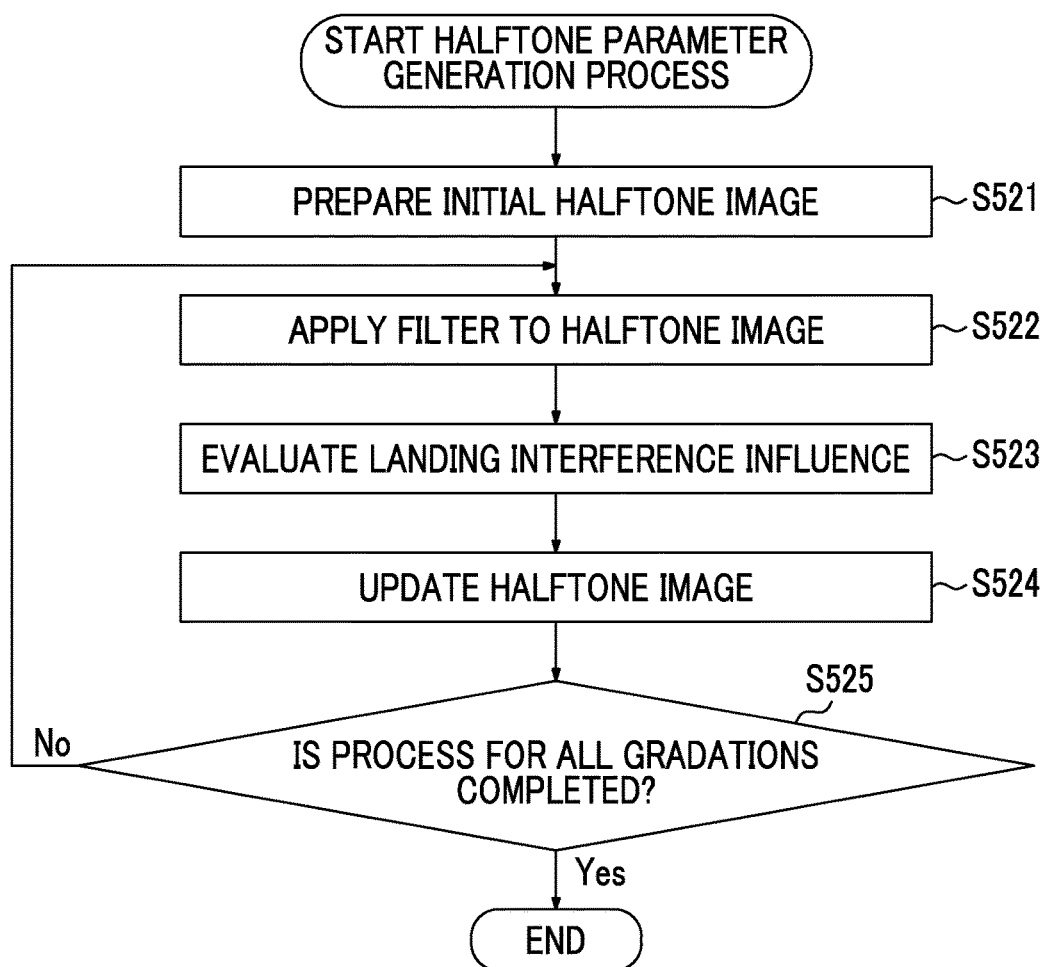 START HALFTONE PARAMETER
GENERATION PROCESS
PREPARE INITIAL HALFTONE IMAGE
S521
APPLY FILTER TO HALFTONE IMAGE
S522
EVALUATE LANDING INTERFERENCE INFLUENCE
S523
UPDATE HALFTONE IMAGE
S524
S525
No
IS PROCESS FOR ALL GRADATIONS
COMPLETED?
Yes
END